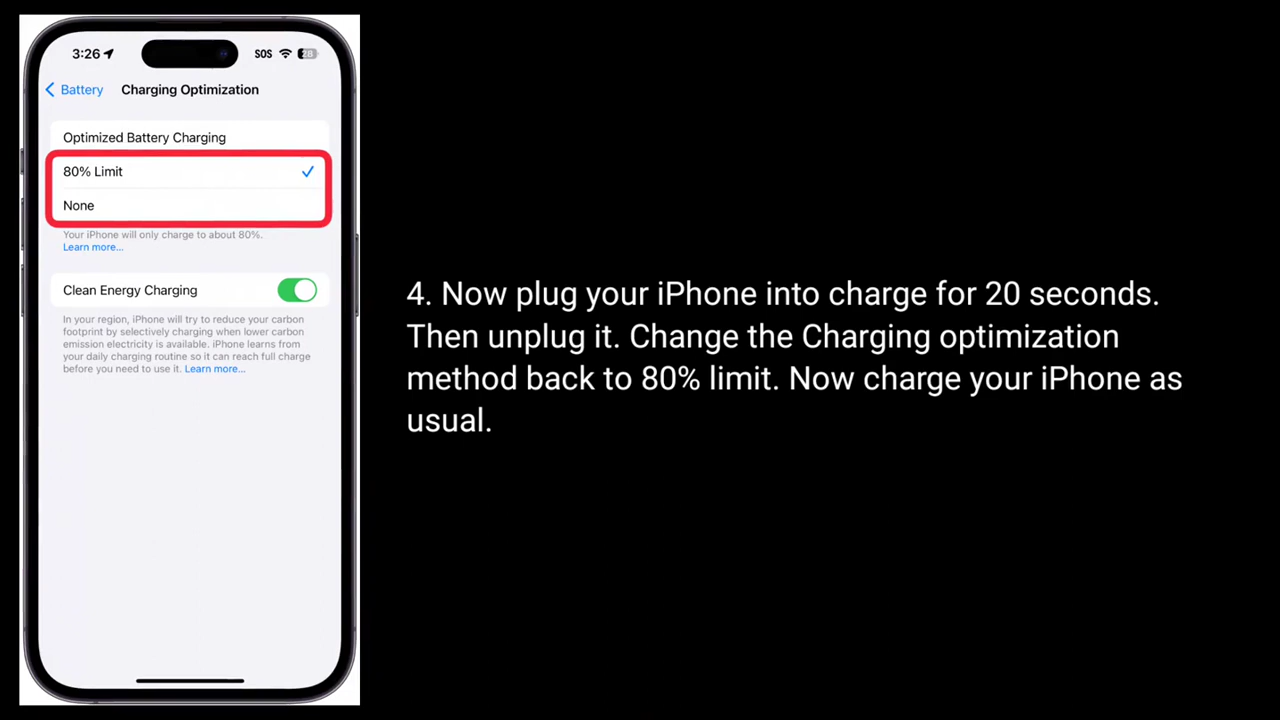 3:26
SOS
28
Battery
Charging Optimization
Optimized Battery Charging
80% Limit
None
Your iPhone will only charge to about 80%.
Learn more...
Clean Energy Charging
In your region, iPhone will try to reduce your carbon
footprint by selectively charging when lower carbon
emission electricity is available. iPhone learns from
your daily charging routine so it can reach full charge
before you need to use it. Learn more...
4. Now plug your iPhone into charge for 20 seconds.
Then unplug it. Change the Charging optimization
method back to 80% limit. Now charge your iPhone as
usual.